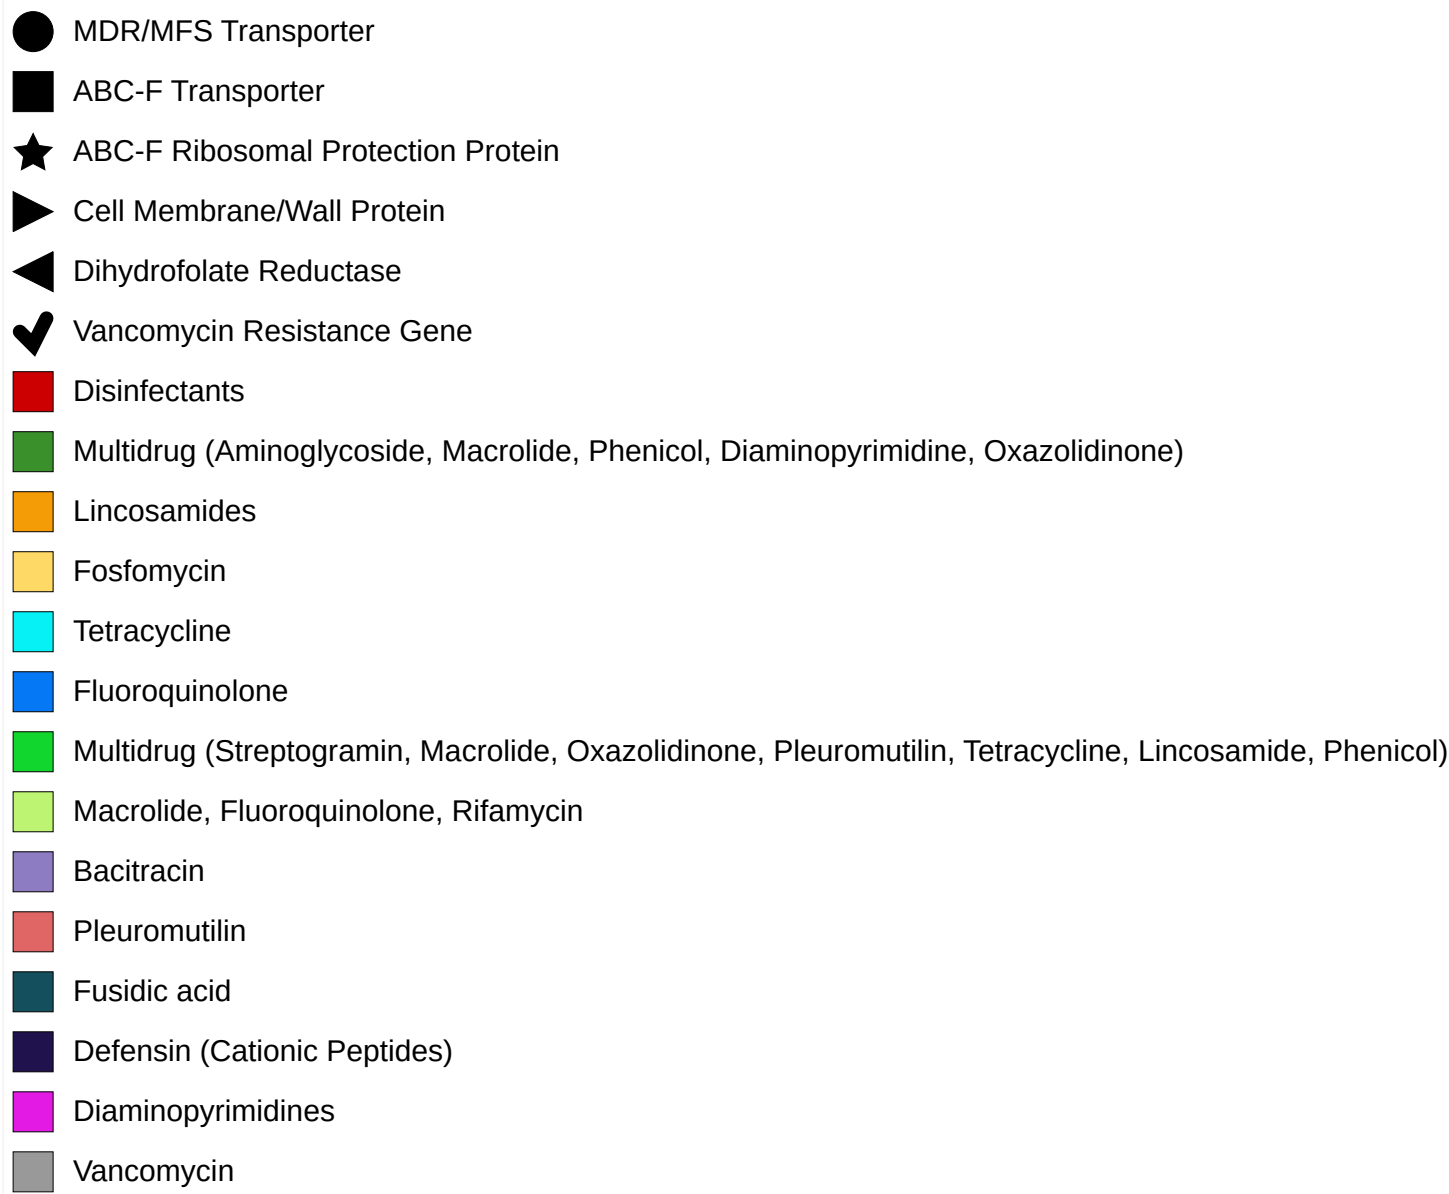 MDR/MFS Transporter
ABC-F Transporter
ABC-F Ribosomal Protection Protein
Cell Membrane/Wall Protein
Dihydrofolate Reductase
Vancomycin Resistance Gene
Disinfectants
Multidrug (Aminoglycoside, Macrolide, Phenicol, Diaminopyrimidine, Oxazolidinone)
Lincosamides
Fosfomycin
Tetracycline
Fluoroquinolone
Multidrug (Streptogramin, Macrolide, Oxazolidinone, Pleuromutilin, Tetracycline, Lincosamide, Phenicol)
Macrolide, Fluoroquinolone, Rifamycin
Bacitracin
Pleuromutilin
Fusidic acid
Defensin (Cationic Peptides)
Diaminopyrimidines
Vancomycin